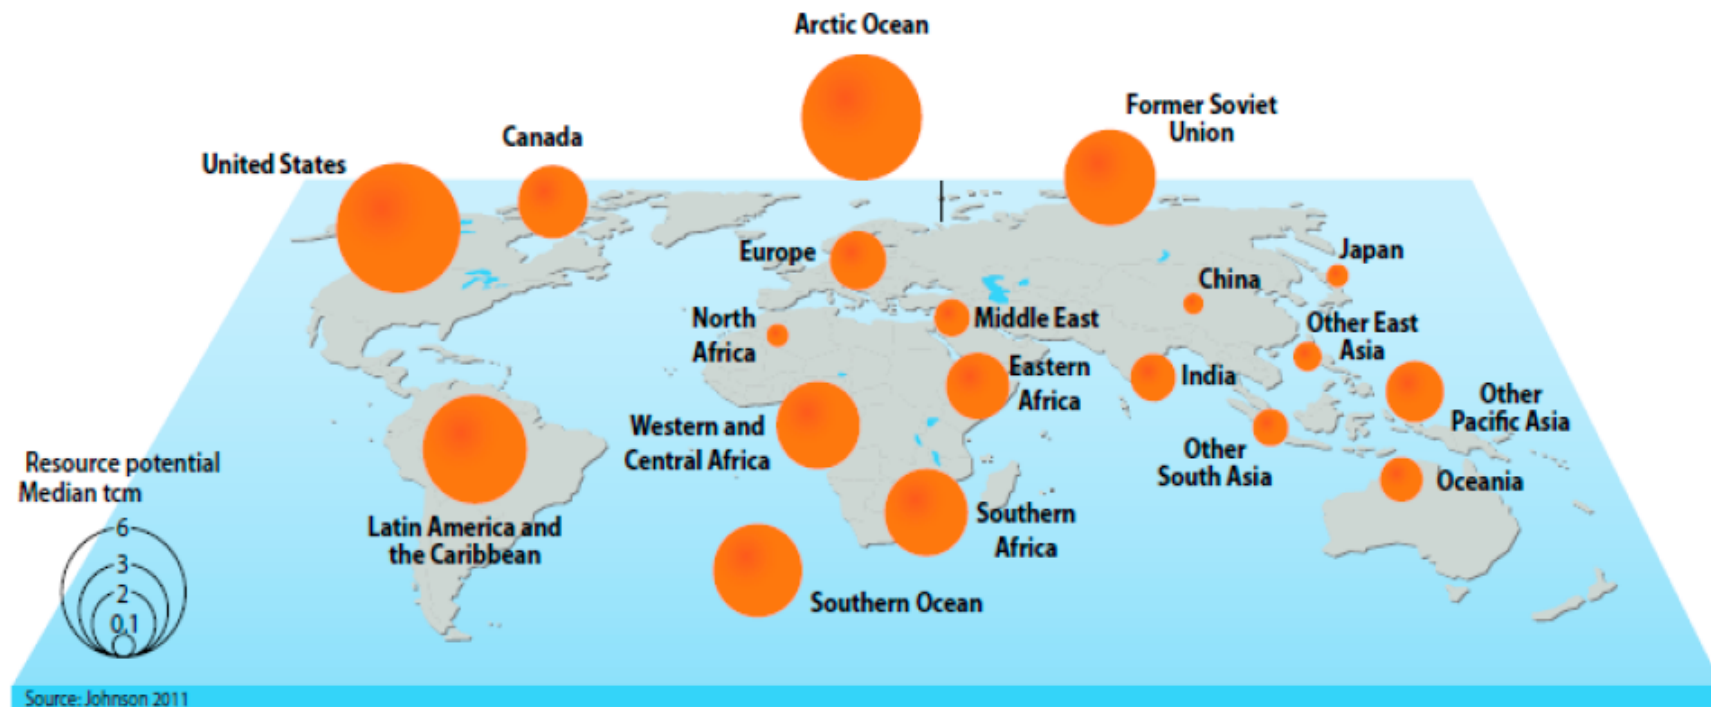 Arctic Ocean
Former Soviet
Union
Canada
United States
Europe
Japan
China
North
Africa
Middle East
Other East
Asia
Eastern
Africa
India
Other
Pacific Asia
Western and
Central Africa
Other
South Asia
Oceania
Resource potential
Median tcm
6
3
2
0,1
Latin America and
the Caribbean
Southern
Africa
Southern Ocean
Source: Johnson 2011